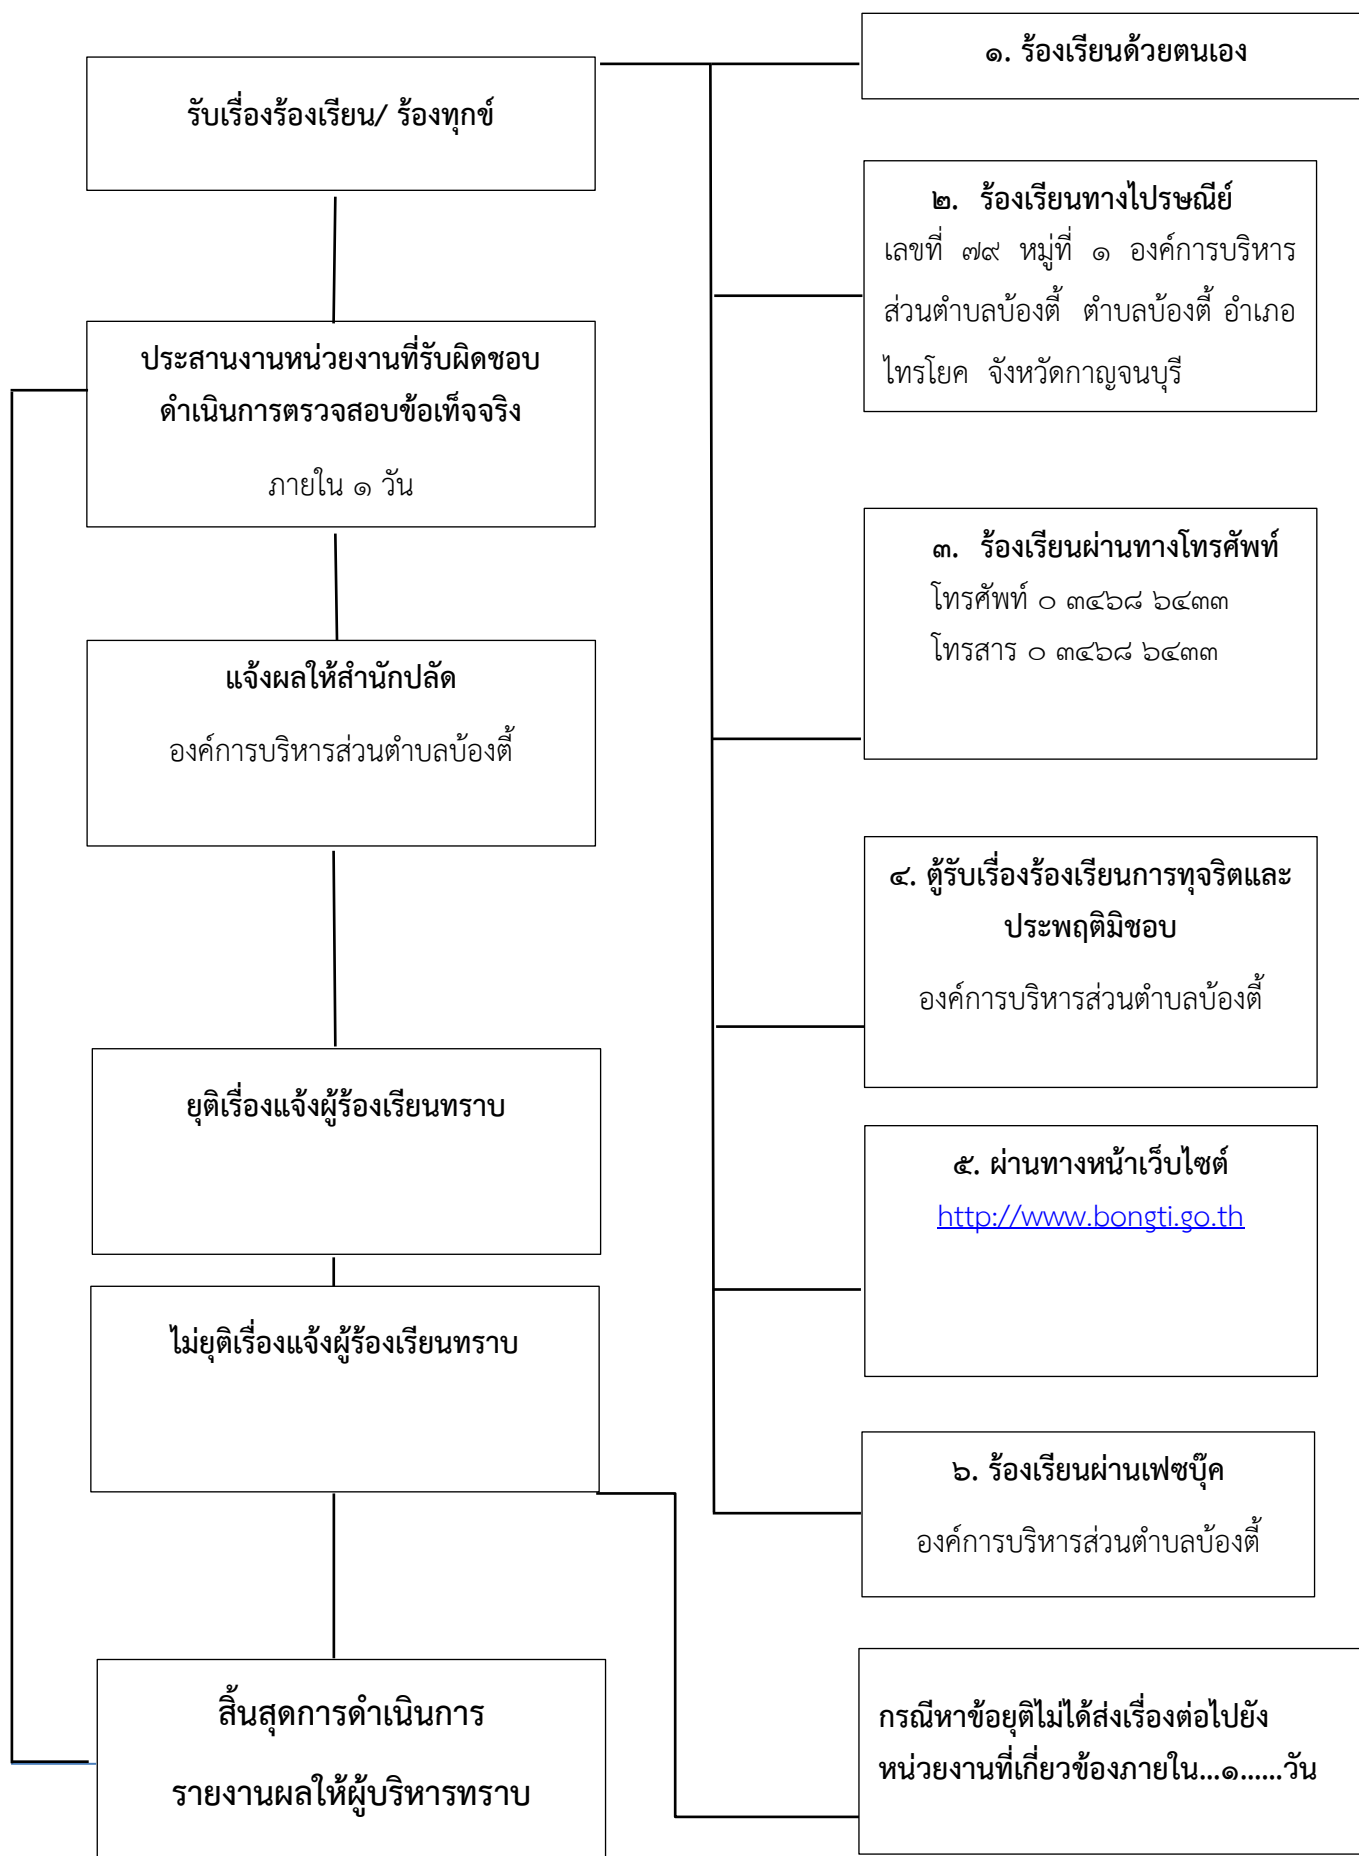 รับเรื่องร้องเรียน/ ร้องทุกข์
ประสานงานหน่วยงานที่รับผิดชอบ
ดำเนินการตรวจสอบข้อเท็จจริง
ภายใน ๑ วัน
แจ้งผลให้สำนักปลัด
องค์การบริหารส่วนตำบลบ้องตี้
ยุติเรื่องแจ้งผู้ร้องเรียนทราบ
ไม่ยุติเรื่องแจ้งผู้ร้องเรียนทราบ
สิ้นสุดการดำเนินการ
รายงานผลให้ผู้บริหารทราบ
๑. ร้องเรียนด้วยตนเอง
๒. ร้องเรียนทางไปรษณีย์
เลขที่ ๗๙ หมู่ที่ ๑ องค์การบริหาร
ส่วนตำบลบ้องตี้ ตำบลบ้องตี้ อำเภอ
ไทรโยค จังหวัดกาญจนบุรี
๓. ร้องเรียนผ่านทางโทรศัพท์
โทรศัพท์ ๐ ๓๔๖๘ ๖๔๓๓
โทรสาร ๐ ๓๔๖๘ ๖๔๓๓
๔. ตู้รับเรื่องร้องเรียนการทุจริตและ
ประพฤติมิชอบ
องค์การบริหารส่วนตำบลบ้องตี้
๕. ผ่านทางหน้าเว็บไซต์
http://www.bongti.go.th
๖. ร้องเรียนผ่านเฟซบุ๊ค
องค์การบริหารส่วนตำบลบ้องตี้
กรณีหาข้อยุติไม่ได้ส่งเรื่องต่อไปยัง
หน่วยงานที่เกี่ยวข้องภายใน...๑......วัน